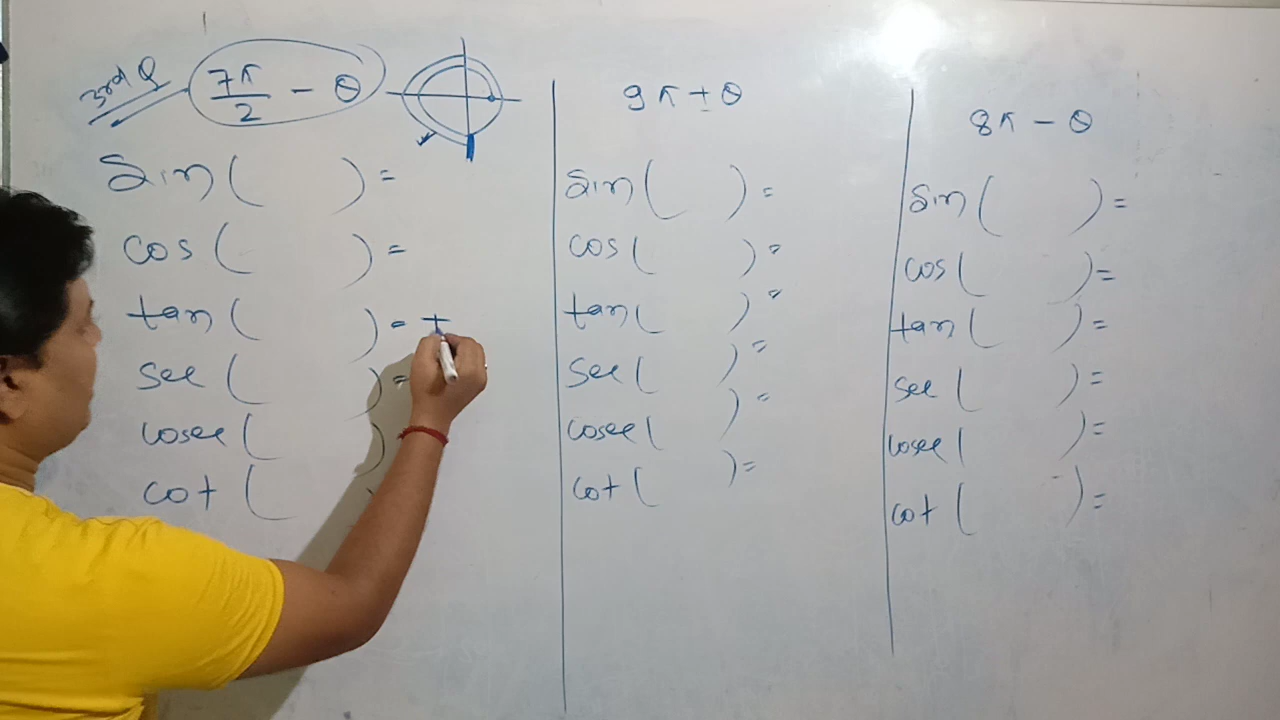 3rd Q 7π/2 - θ
sin( ) =
cos( ) =
tan( ) = +
sec( ) =
cosec( )
cot( )
9π ± θ
sin( ) =
cos( ) =
tan( ) =
sec( ) =
cosec( ) =
cot( ) =
8π - θ
sin( ) =
cos( ) =
tan( ) =
sec( ) =
cosec( ) =
cot( ) =